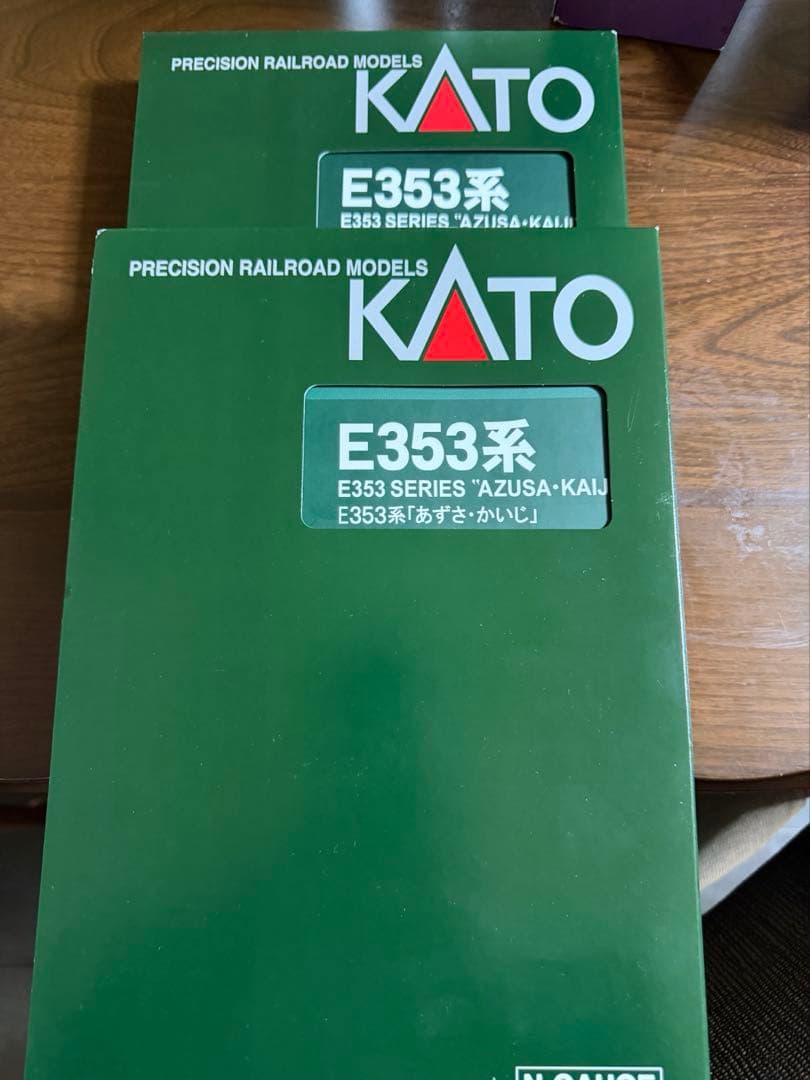 PRECISION RAILROAD MODELS
KATO
E353系
E353 SERIES "AZUSA・KAIJ
PRECISION RAILROAD MODELS
KATO
E353系
E353 SERIES "AZUSA・KAIJ
E353系「あずさ・かいじ」
N-GAUGE